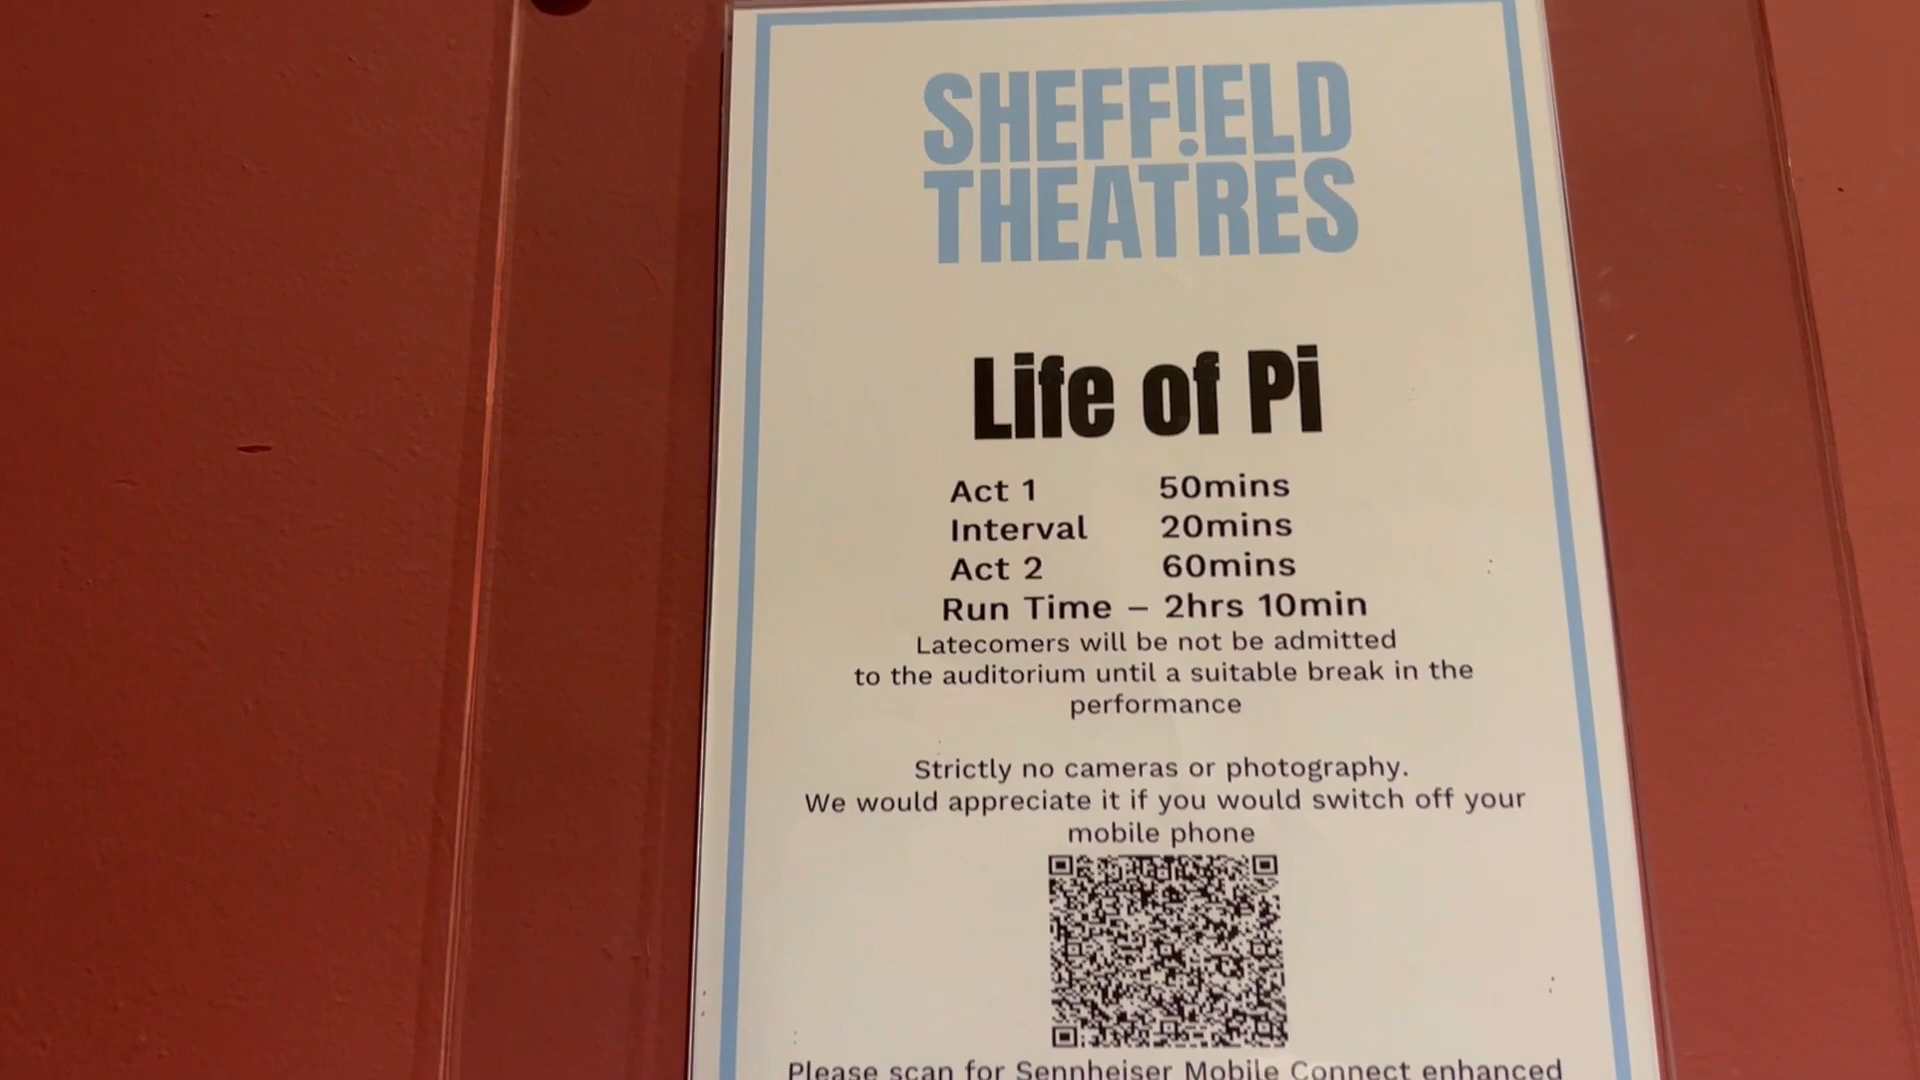 SHEFF!ELD
THEATRES
Life of Pi
Act 1 50mins
Interval 20mins
Act 2 60mins
Run Time – 2hrs 10min
Latecomers will be not be admitted
to the auditorium until a suitable break in the
performance
Strictly no cameras or photography.
We would appreciate it if you would switch off your
mobile phone
Please scan for Sennheiser Mobile Connect enhanced